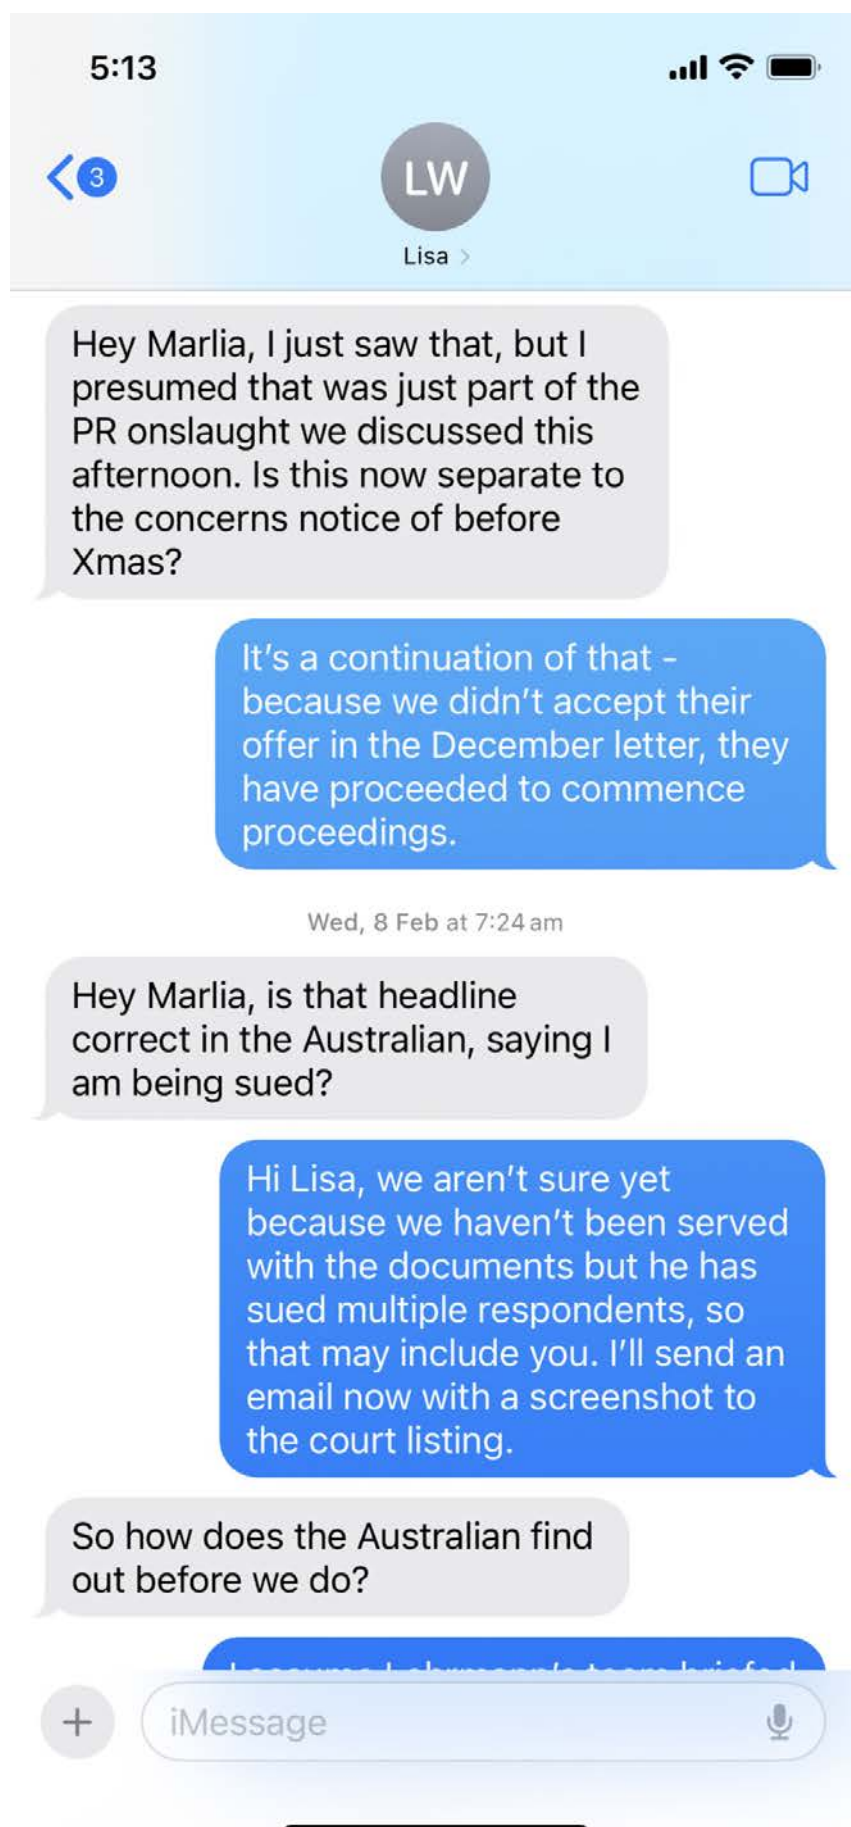 5:13
3
LW
Lisa >
Hey Marlia, I just saw that, but I
presumed that was just part of the
PR onslaught we discussed this
afternoon. Is this now separate to
the concerns notice of before
Xmas?
It's a continuation of that -
because we didn't accept their
offer in the December letter, they
have proceeded to commence
proceedings.
Wed, 8 Feb at 7:24 am
Hey Marlia, is that headline
correct in the Australian, saying I
am being sued?
Hi Lisa, we aren't sure yet
because we haven't been served
with the documents but he has
sued multiple respondents, so
that may include you. I'll send an
email now with a screenshot to
the court listing.
So how does the Australian find
out before we do?
I assume Lehrmann's team briefed
iMessage